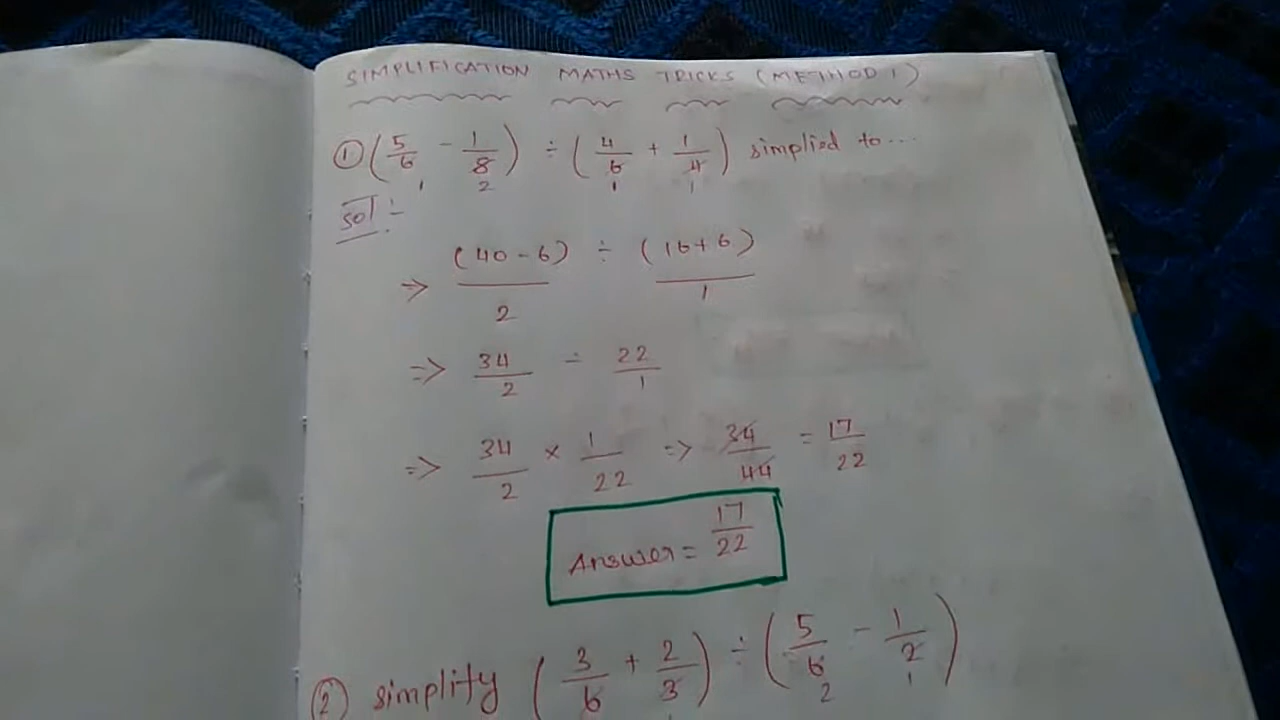 SIMPLIFICATION MATHS TRICKS (METHOD 1)
① (5/6 - 1/8) ÷ (4/6 + 1/4) simplied to...
1 2 1 1
Sol :-
=> (40-6)/2 ÷ (16+6)/1
=> 34/2 ÷ 22/1
=> 34/2 × 1/22 => 34/44 = 17/22
Answer = 17/22
② simplify (3/6 + 2/3) ÷ (5/6 - 1/2)
2 1